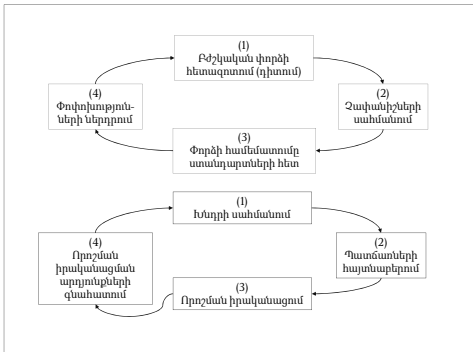 (1)
Բժշկական փորձի
հետազոտում (դիտում)
(2)
Չափանիշների
սահմանում
(3)
Փորձի համեմատումը
ստանդարտների հետ
(4)
Փոփոխություն-
ների ներդրում
(1)
Խնդրի սահմանում
(2)
Պատճառների
հայտնաբերում
(3)
Որոշման իրականացում
(4)
Որոշման
իրականացման
արդյունքների
գնահատում